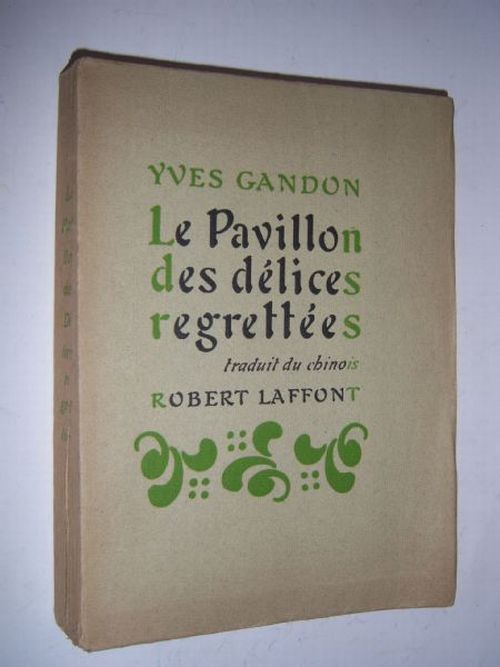 YVES GANDON
Le Pavillon
des délices
regrettées
traduit du chinois
ROBERT LAFFONT